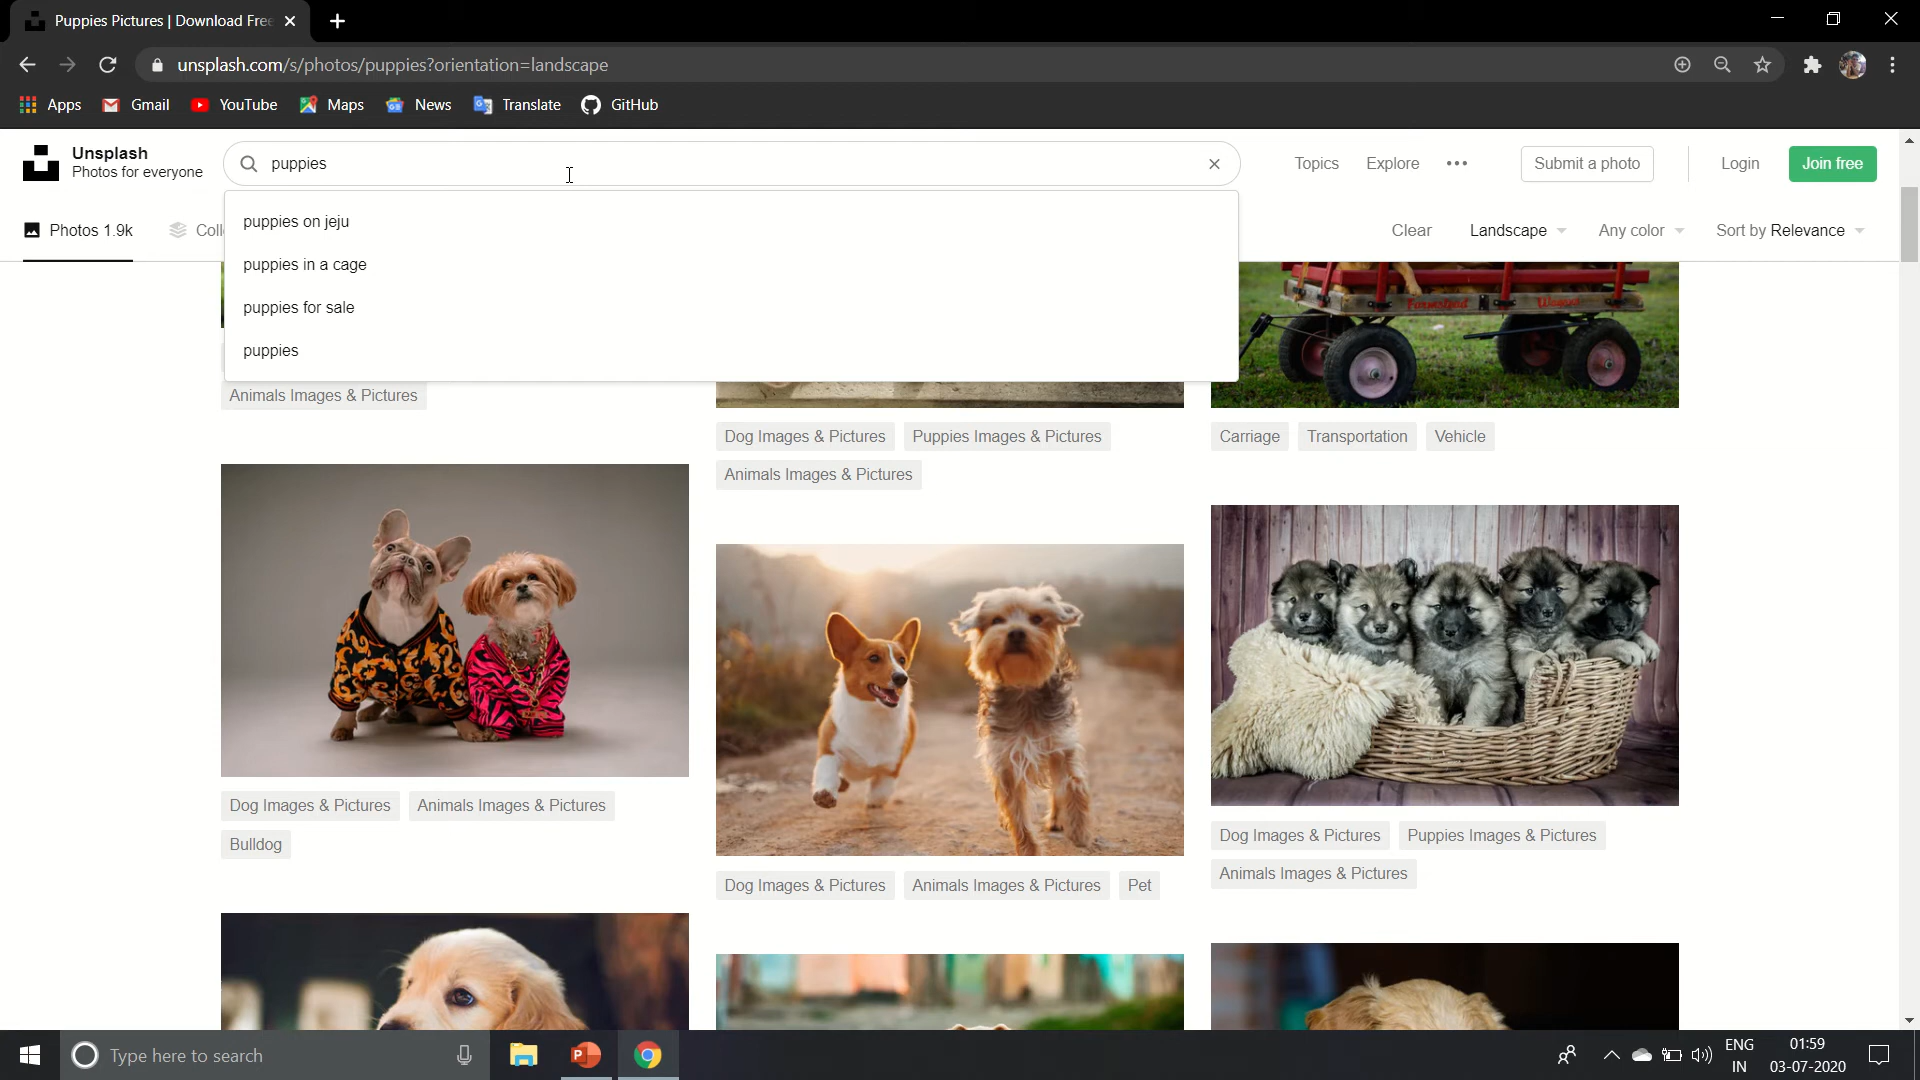 Puppies Pictures | Download Free
unsplash.com/s/photos/puppies?orientation=landscape
Apps Gmail YouTube Maps News Translate GitHub
Unsplash
Photos for everyone
puppies
Topics Explore Submit a photo Login Join free
Photos 1.9k Coll
Clear Landscape Any color Sort by Relevance
puppies on jeju
puppies in a cage
puppies for sale
puppies
Farmestead Wagons
Animals Images & Pictures
Dog Images & Pictures Puppies Images & Pictures
Animals Images & Pictures
Carriage Transportation Vehicle
Dog Images & Pictures Animals Images & Pictures
Bulldog
Dog Images & Pictures Animals Images & Pictures Pet
Dog Images & Pictures Puppies Images & Pictures
Animals Images & Pictures
Type here to search
ENG
IN
01:59
03-07-2020